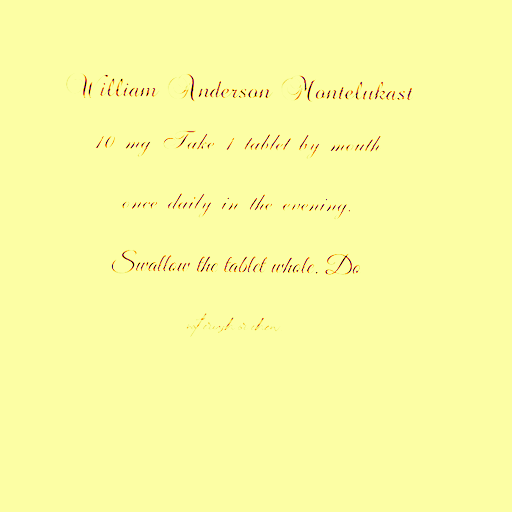 William Anderson Montelukast
10 mg Take 1 tablet by mouth
once daily in the evening.
Swallow the tablet whole. Do